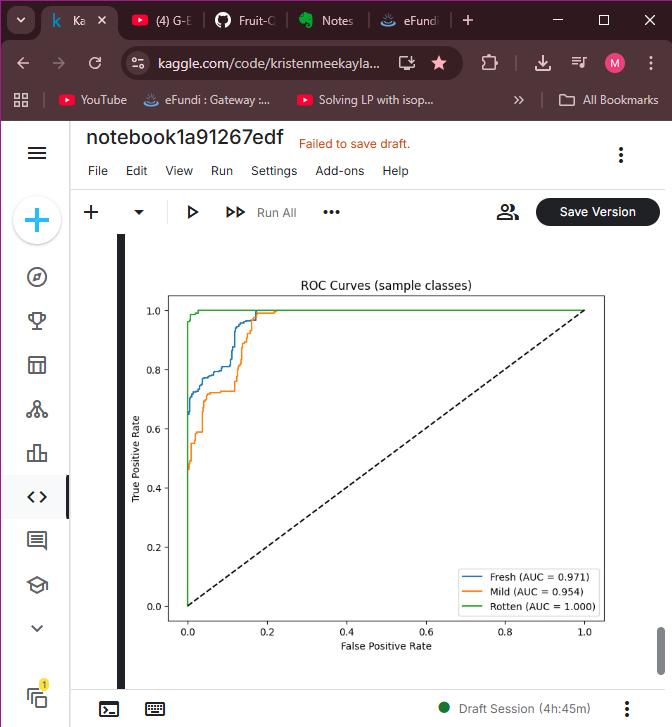 Ka
(4) G-E
Fruit-C
Notes
eFundi
kaggle.com/code/kristenmeekayla...
M
YouTube
eFundi : Gateway :...
Solving LP with isop...
All Bookmarks
notebook1a91267edf
Failed to save draft.
File Edit View Run Settings Add-ons Help
Run All
Save Version
ROC Curves (sample classes)
True Positive Rate
1.0
0.8
0.6
0.4
0.2
0.0
Fresh (AUC = 0.971)
Mild (AUC = 0.954)
Rotten (AUC = 1.000)
0.0 0.2 0.4 0.6 0.8 1.0
False Positive Rate
1
Draft Session (4h:45m)